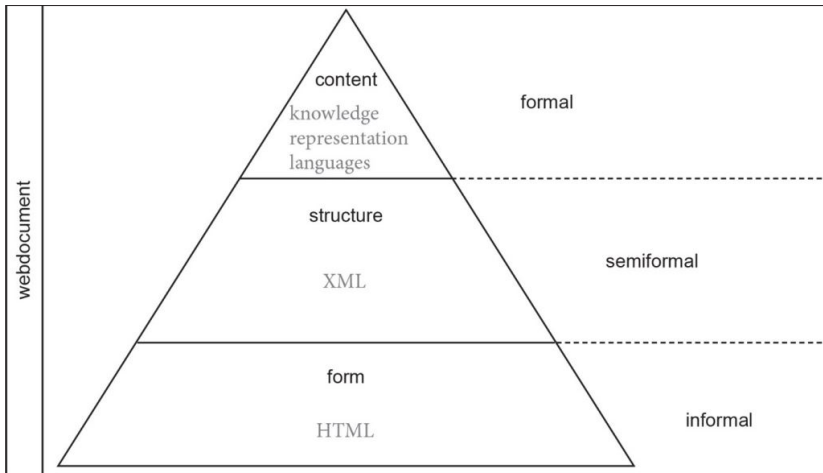 webdocument
content
knowledge
representation
languages
formal
structure
XML
semiformal
form
HTML
informal